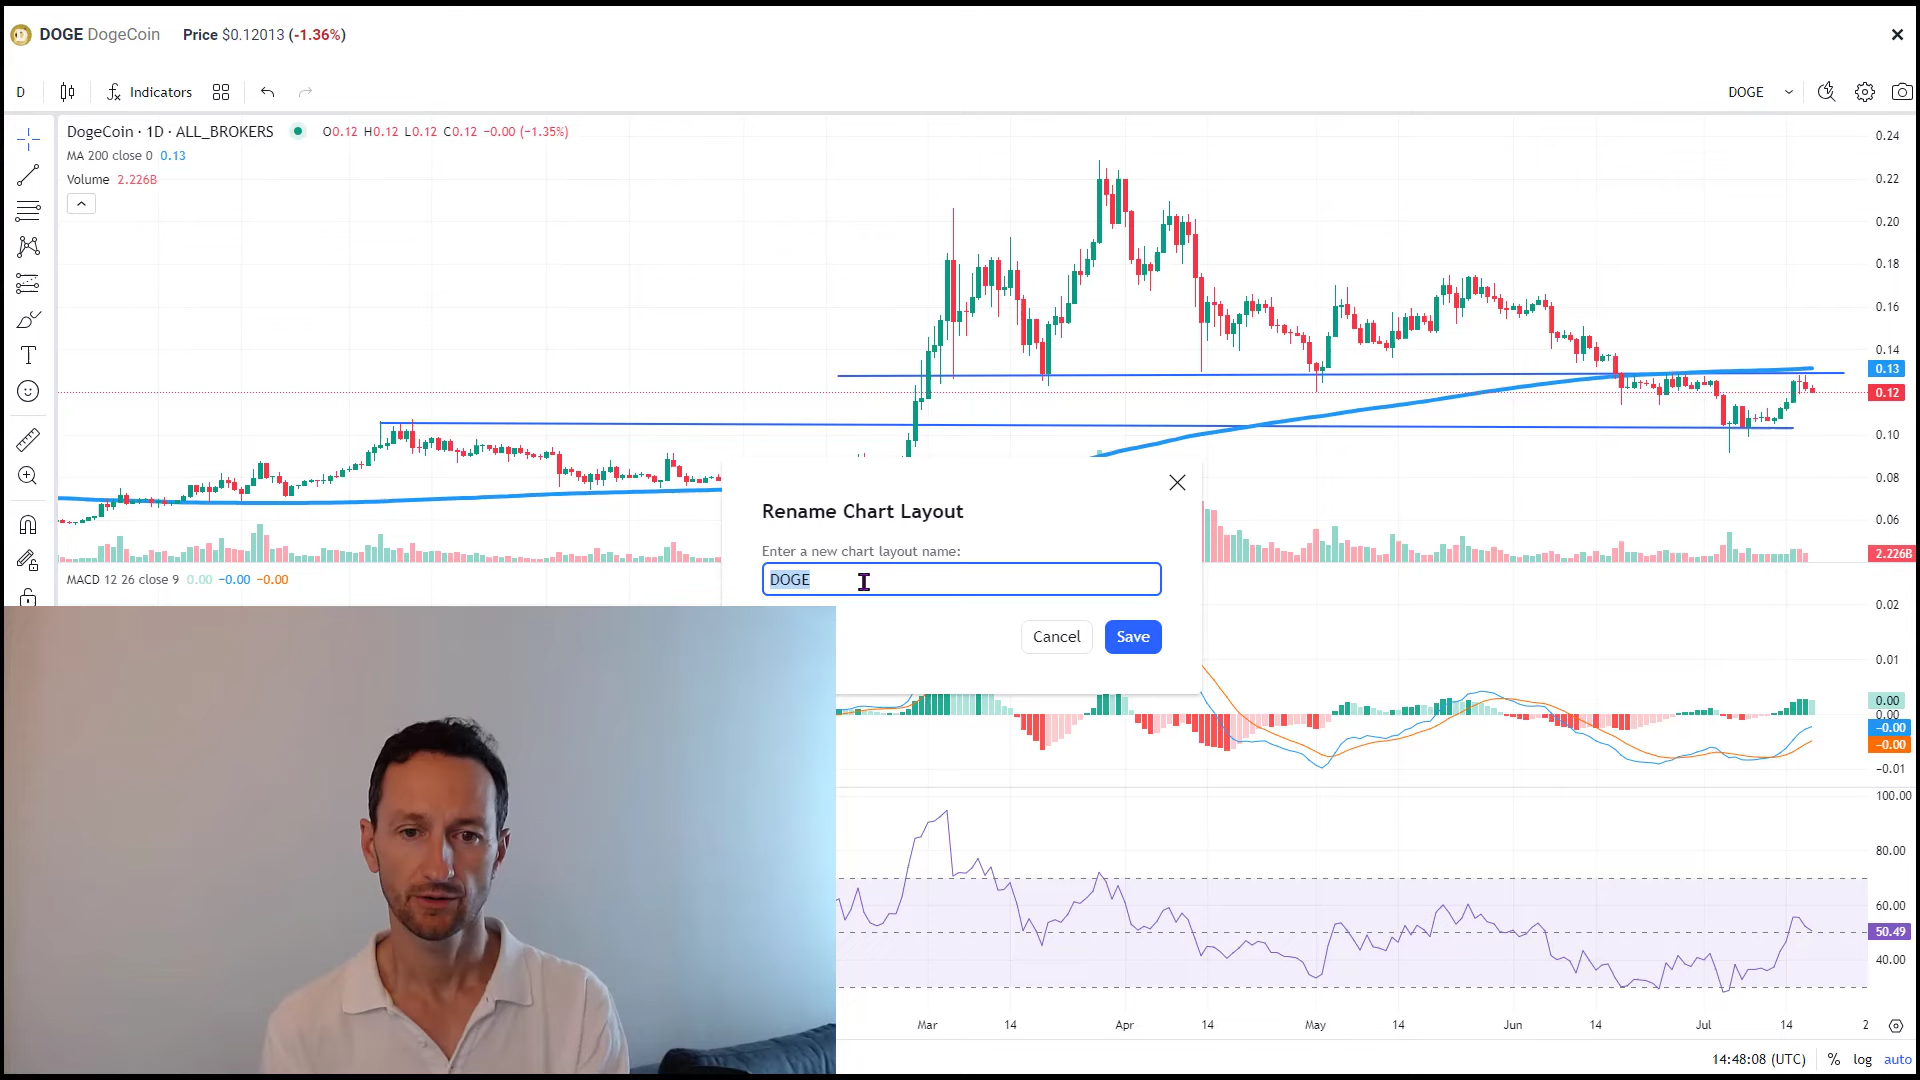 DOGE DogeCoin Price $0.12013 (-1.36%)
D Indicators DOGE
DogeCoin · 1D · ALL_BROKERS O0.12 H0.12 L0.12 C0.12 −0.00 (−1.35%)
MA 200 close 0 0.13
Volume 2.226B
0.24
0.22
0.20
0.18
0.16
0.14
0.13
0.12
0.10
0.08
0.06
2.226B
Rename Chart Layout
Enter a new chart layout name:
DOGE
Cancel Save
MACD 12 26 close 9 0.00 −0.00 −0.00
0.02
0.01
0.00
0.00
−0.00
−0.00
−0.01
100.00
80.00
60.00
50.49
40.00
Mar 14 Apr 14 May 14 Jun 14 Jul 14 2
14:48:08 (UTC) % log auto